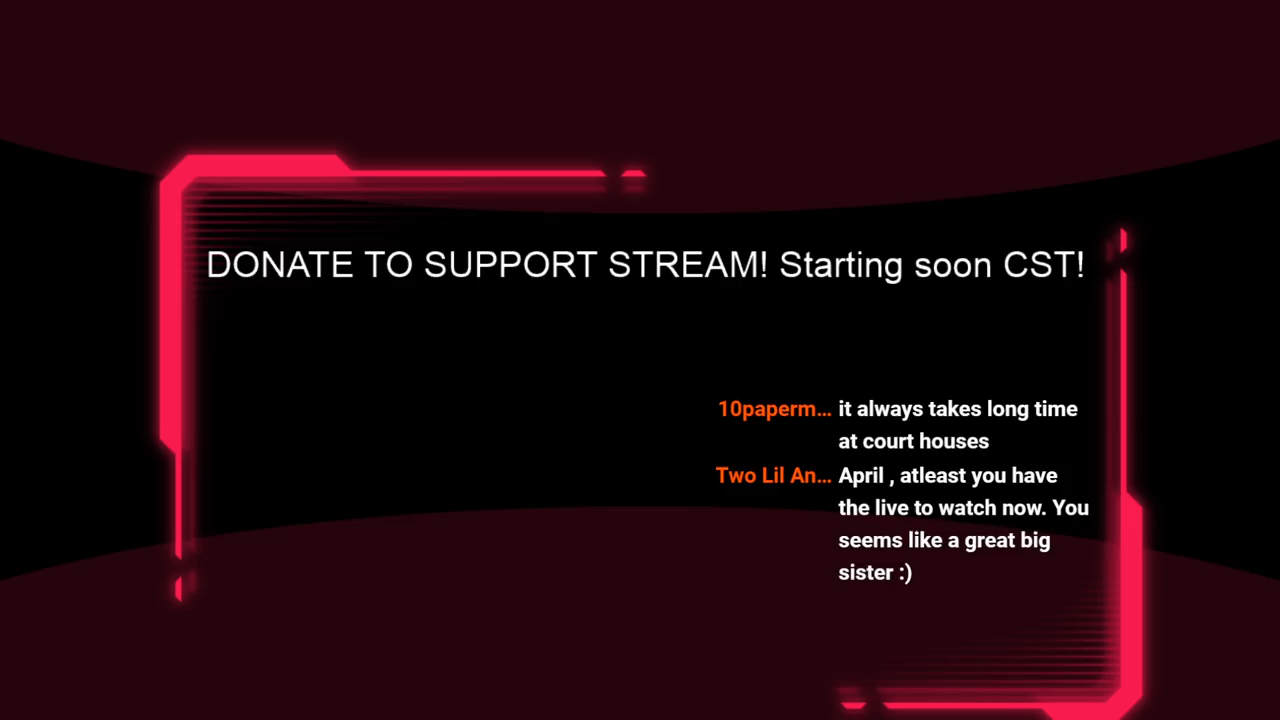 DONATE TO SUPPORT STREAM! Starting soon CST!
10paperm... it always takes long time
at court houses
Two Lil An... April , atleast you have
the live to watch now. You
seems like a great big
sister :)